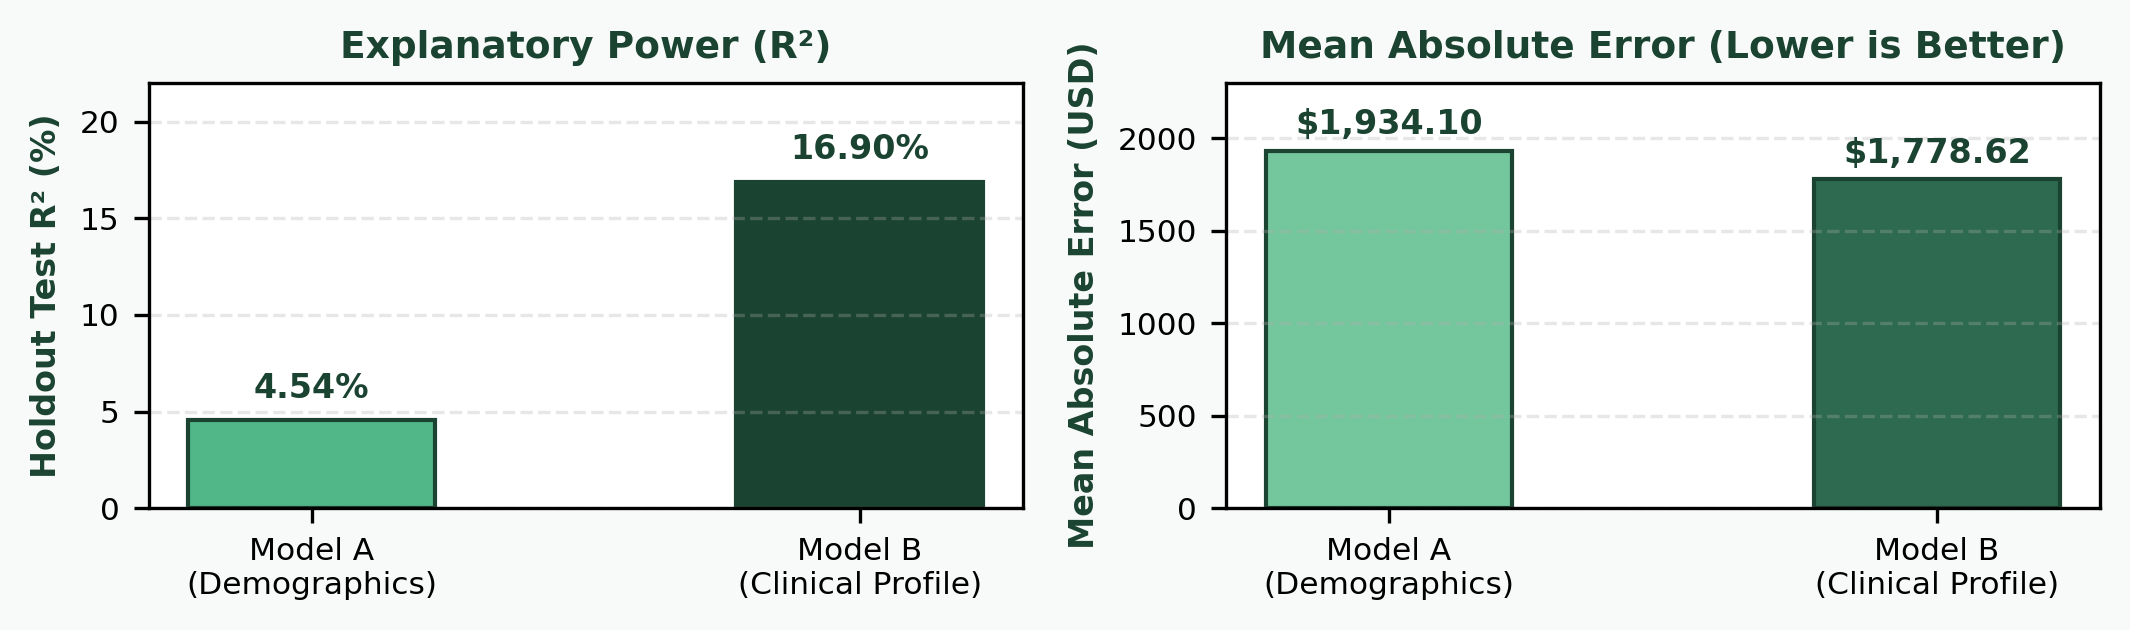 Explanatory Power (R²)
Holdout Test R² (%)
20
15
10
5
0
4.54%
16.90%
Model A
(Demographics)
Model B
(Clinical Profile)
Mean Absolute Error (Lower is Better)
Mean Absolute Error (USD)
2000
1500
1000
500
0
$1,934.10
$1,778.62
Model A
(Demographics)
Model B
(Clinical Profile)